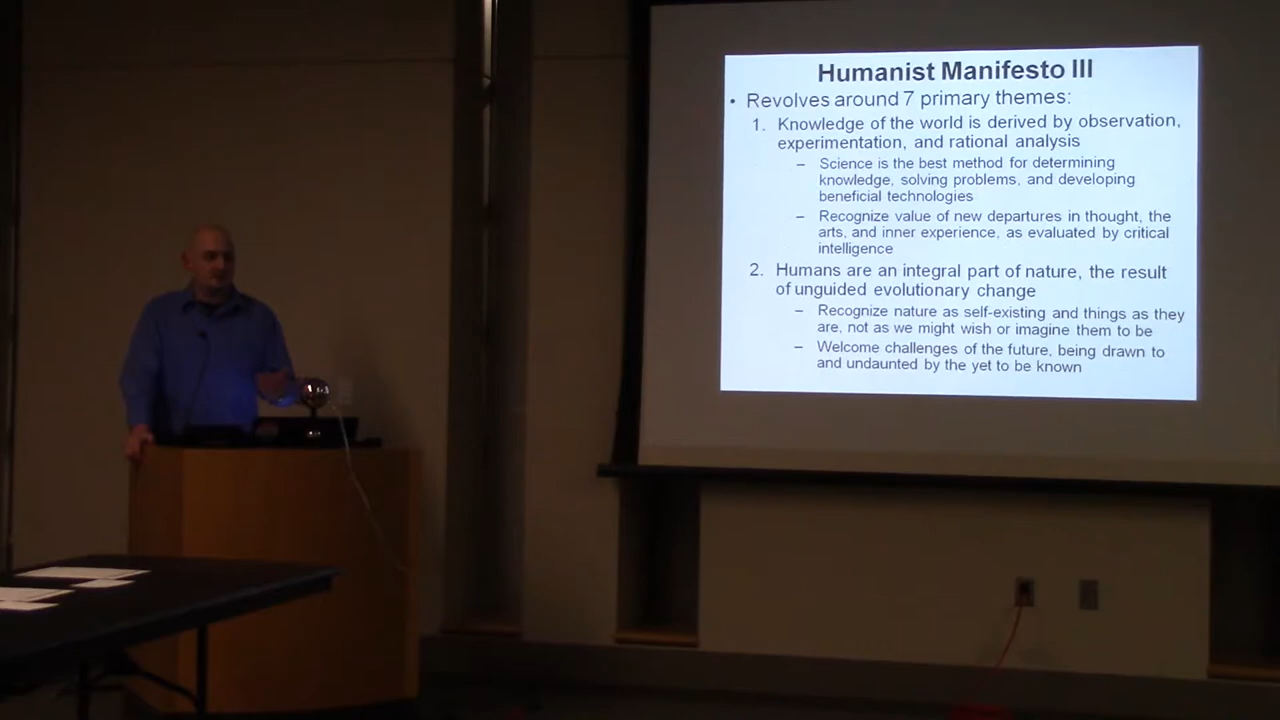 Humanist Manifesto III
• Revolves around 7 primary themes:
1. Knowledge of the world is derived by observation,
experimentation, and rational analysis
– Science is the best method for determining
knowledge, solving problems, and developing
beneficial technologies
– Recognize value of new departures in thought, the
arts, and inner experience, as evaluated by critical
intelligence
2. Humans are an integral part of nature, the result
of unguided evolutionary change
– Recognize nature as self-existing and things as they
are, not as we might wish or imagine them to be
– Welcome challenges of the future, being drawn to
and undaunted by the yet to be known